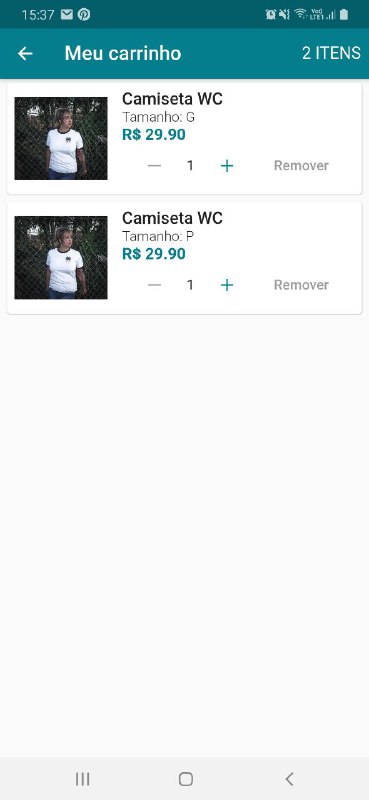 15:37
Meu carrinho
2 ITENS
Camiseta WC
Tamanho: G
R$ 29.90
1
Remover
Camiseta WC
Tamanho: P
R$ 29.90
1
Remover